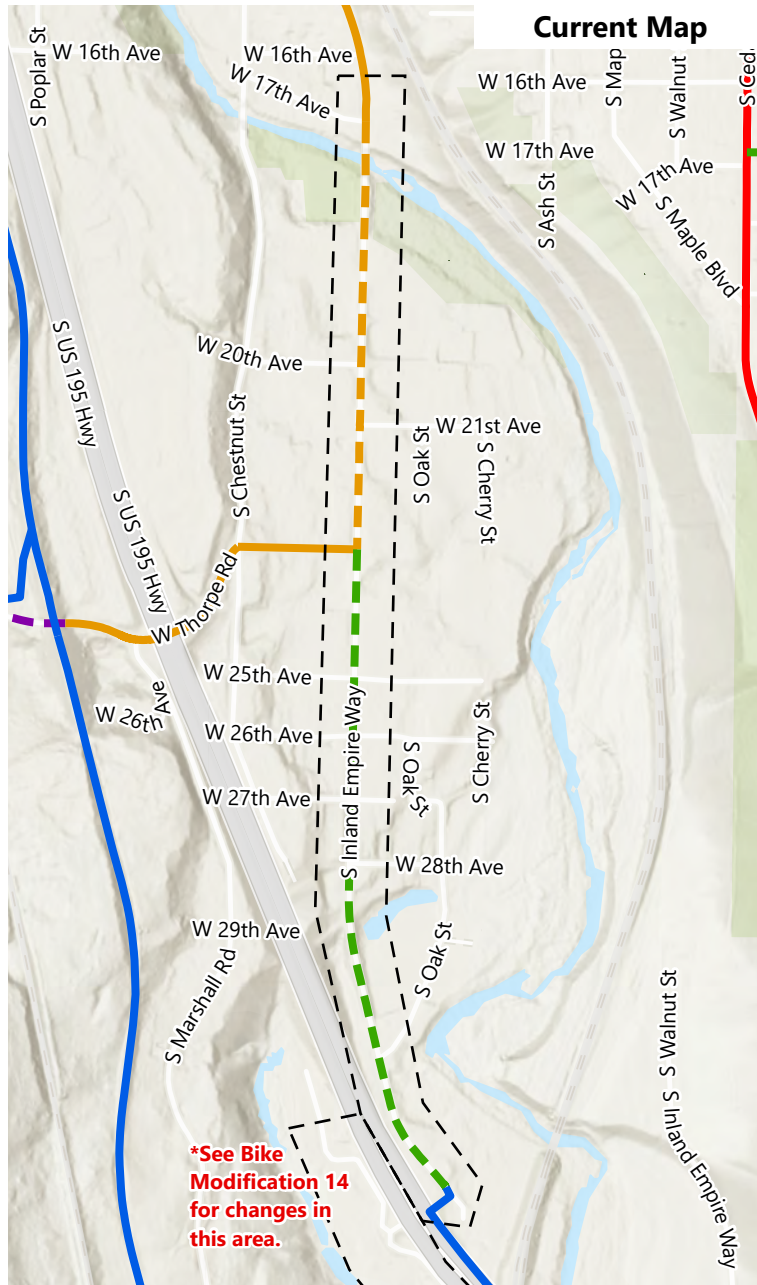 Current Map
S Poplar St
W 16th Ave
W 16th Ave
W 17th Ave
W 16th Ave
S Map
S Walnut
S Ced
W 17th Ave
W 17th Ave
S Ash St
S Maple Blvd
S US 195 Hwy
W 20th Ave
S Chestnut St
W 21st Ave
S Oak St
S Cherry St
S US 195 Hwy
W Thorpe Rd
W 25th Ave
W 26th Ave
W 26th Ave
S Inland Empire Way
S Oak St
S Cherry St
W 27th Ave
W 28th Ave
W 29th Ave
S Oak St
S Marshall Rd
S Walnut St
S Inland Empire Way
S
*See Bike
Modification 14
for changes in
this area.